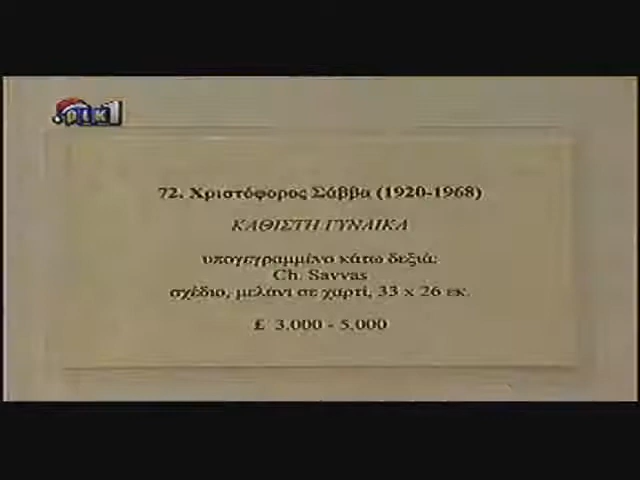 ΡΙΚ1
72. Χριστόφορος Σάββα (1920-1968)
ΚΑΘΙΣΤΗ ΓΥΝΑΙΚΑ
υπογεγραμμένο κάτω δεξιά:
Ch. Savvas
σχέδιο, μελάνι σε χαρτί, 33 x 26 εκ.
£ 3.000 - 5.000